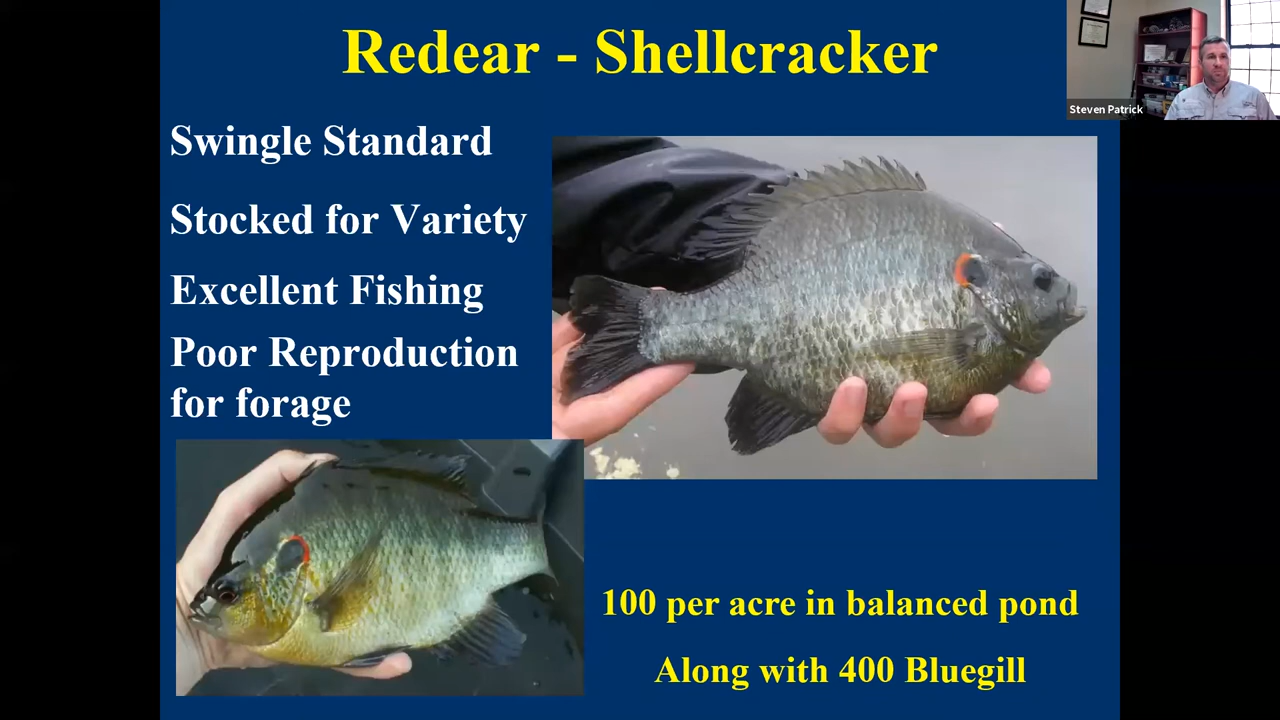 Redear - Shellcracker
Steven Patrick
Swingle Standard
Stocked for Variety
Excellent Fishing
Poor Reproduction
for forage
100 per acre in balanced pond
Along with 400 Bluegill